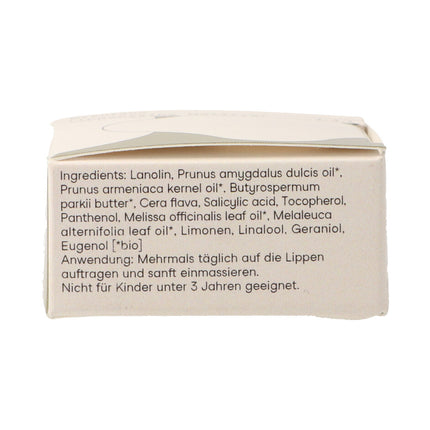 Ingredients: Lanolin, Prunus amygdalus dulcis oil*,
Prunus armeniaca kernel oil*, Butyrospermum
parkii butter*, Cera flava, Salicylic acid, Tocopherol,
Panthenol, Melissa officinalis leaf oil*, Melaleuca
alternifolia leaf oil*, Limonen, Linalool, Geraniol,
Eugenol [*bio]
Anwendung: Mehrmals täglich auf die Lippen
auftragen und sanft einmassieren.
Nicht für Kinder unter 3 Jahren geeignet.